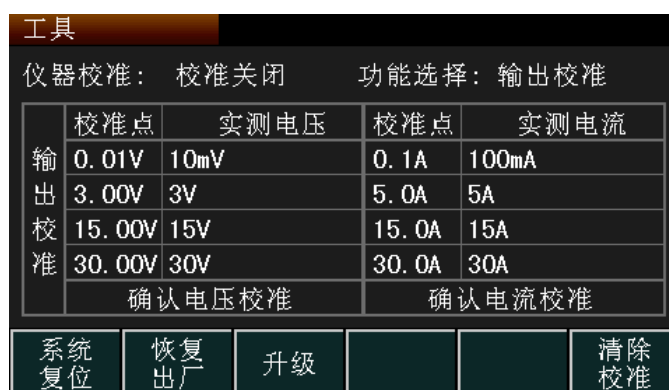 工具
仪器校准: 校准关闭 功能选择: 输出校准
校准点 实测电压 校准点 实测电流
输出校准
0.01V 10mV 0.1A 100mA
3.00V 3V 5.0A 5A
15.00V 15V 15.0A 15A
30.00V 30V 30.0A 30A
确认电压校准 确认电流校准
系统复位 恢复出厂 升级 清除校准